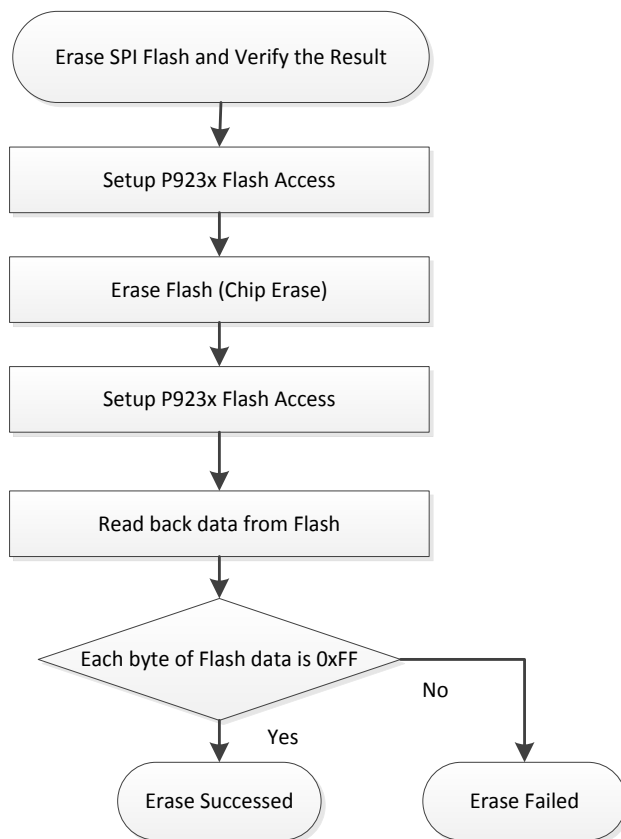 Erase SPI Flash and Verify the Result
Setup P923x Flash Access
Erase Flash (Chip Erase)
Setup P923x Flash Access
Read back data from Flash
Each byte of Flash data is 0xFF
No
Yes
Erase Successed
Erase Failed